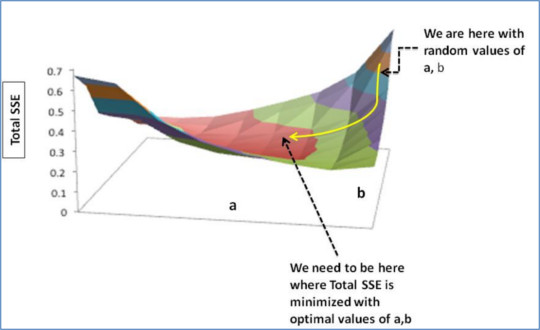 We are here with
random values of
a, b
0.7
0.6
0.5
0.4
0.3
0.2
0.1
0
Total SSE
a
b
We need to be here
where Total SSE is
minimized with
optimal values of a,b